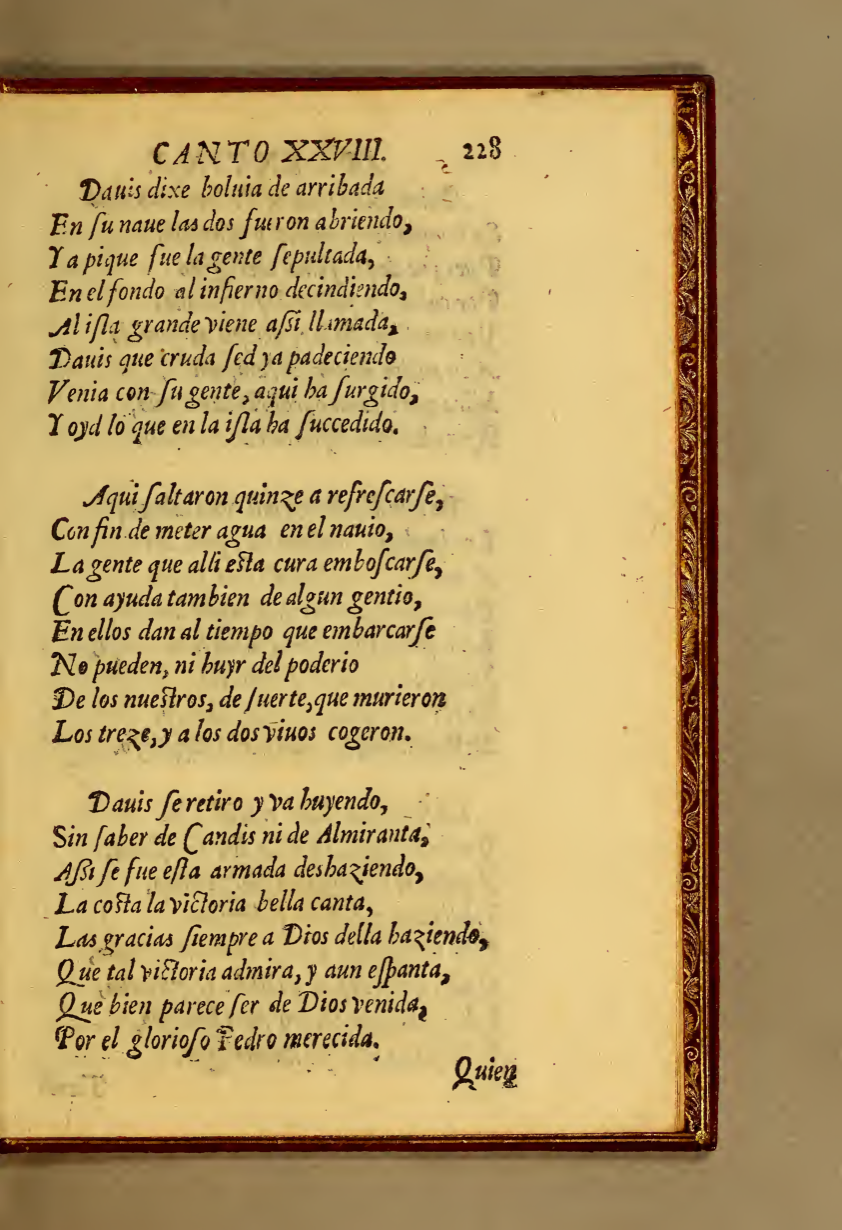 CANTO XXVIII. 228
Dauis dixe boluia de arribada
En ſu naue las dos fueron abriendo,
Y a pique fue la gente ſepultada,
En el fondo al infierno decindiendo,
Al iſla grande viene aſsi llamada,
Dauis que cruda ſed ya padeciendo
Venia con ſu gente, aqui ha ſurgido,
Y oyd lo que en la iſla ha ſuccedido.
Aqui ſaltaron quinze a refreſcarſe,
Con fin de meter agua en el nauio,
La gente que alli eſta cura emboſcarſe,
Con ayuda tambien de algun gentio,
En ellos dan al tiempo que embarcarſe
No pueden, ni huyr del poderio
De los nueſtros, de ſuerte, que murieron
Los treze, y a los dos viuos cogeron.
Dauis ſe retiro y va huyendo,
Sin ſaber de Candis ni de Almiranta,
Aſsi ſe fue eſta armada deshaziendo,
La coſta la victoria bella canta,
Las gracias ſiempre a Dios della haziendo,
Que tal victoria admira, y aun eſpanta,
Que bien parece ſer de Dios venida,
Por el glorioſo Pedro merecida.
Quien